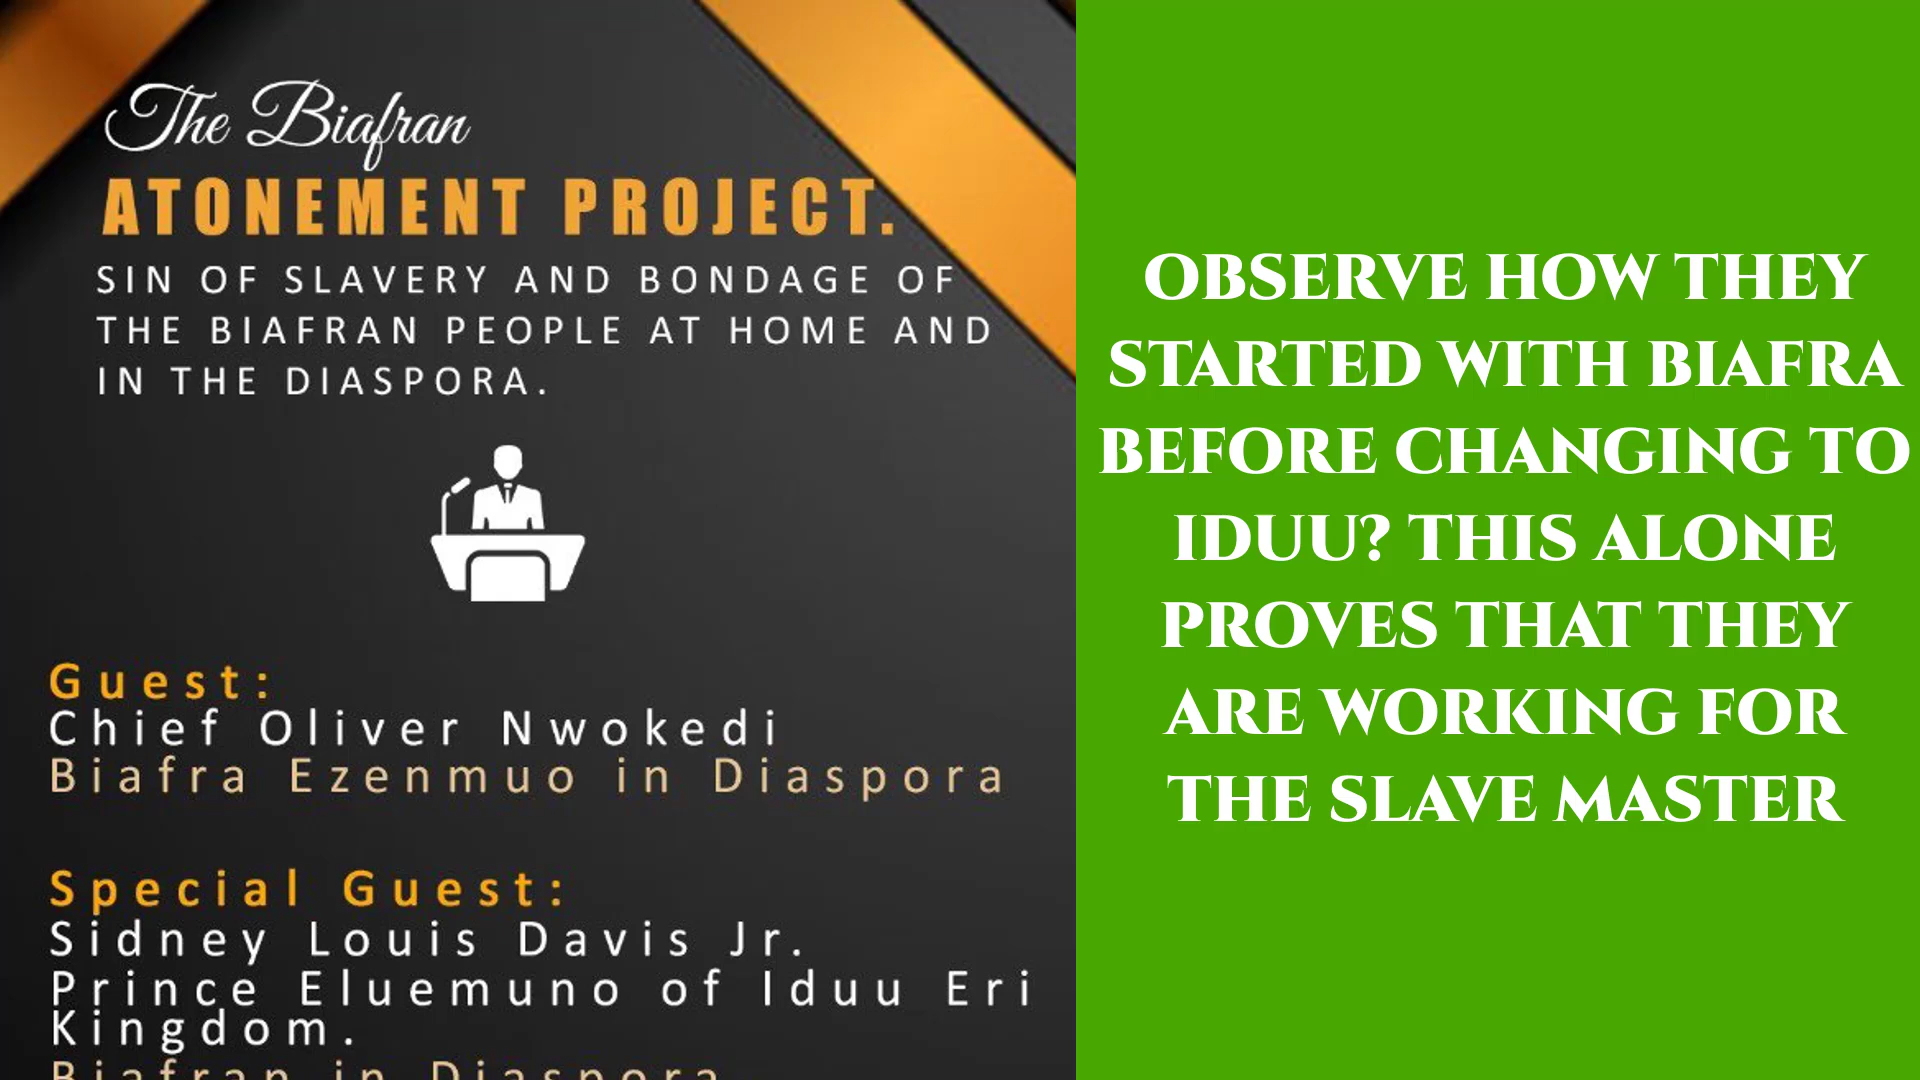 The Biafran
ATONEMENT PROJECT.
SIN OF SLAVERY AND BONDAGE OF
THE BIAFRAN PEOPLE AT HOME AND
IN THE DIASPORA.
Guest:
Chief Oliver Nwokedi
Biafra Ezenmuo in Diaspora
Special Guest:
Sidney Louis Davis Jr.
Prince Eluemuno of Iduu Eri
Kingdom.
Biafran in Diaspora
OBSERVE HOW THEY
STARTED WITH BIAFRA
BEFORE CHANGING TO
IDUU? THIS ALONE
PROVES THAT THEY
ARE WORKING FOR
THE SLAVE MASTER